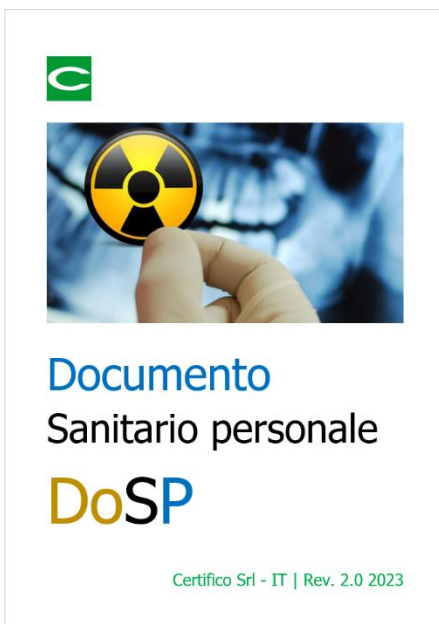 C
Documento
Sanitario personale
DoSP
Certifico Srl - IT | Rev. 2.0 2023